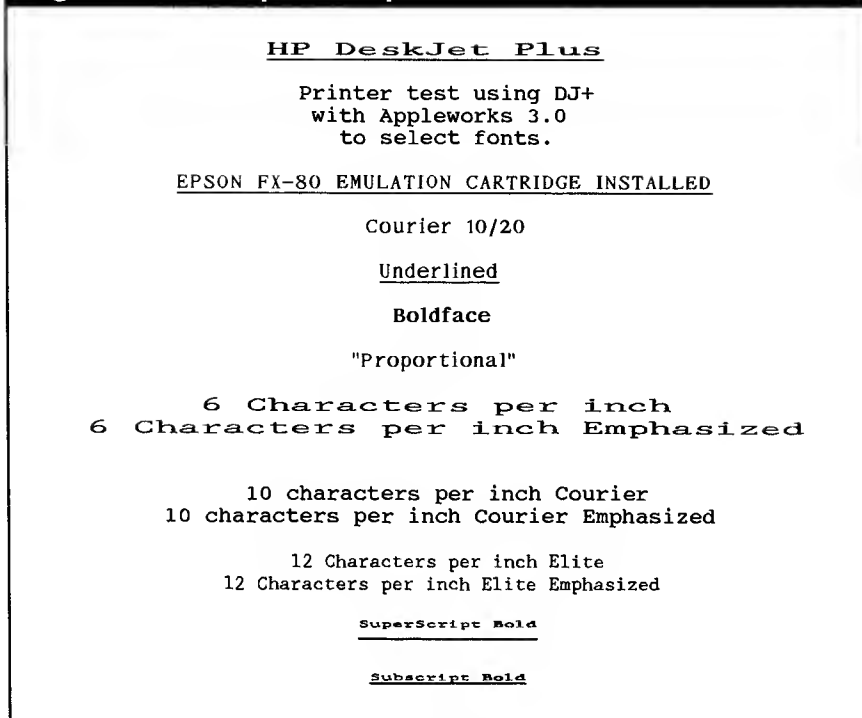 HP DeskJet Plus
Printer test using DJ+
with Appleworks 3.0
to select fonts.
EPSON FX-80 EMULATION CARTRIDGE INSTALLED
Courier 10/20
Underlined
Boldface
"Proportional"
6 Characters per inch
6 Characters per inch Emphasized
10 characters per inch Courier
10 characters per inch Courier Emphasized
12 Characters per inch Elite
12 Characters per inch Elite Emphasized
SuperScript Bold
Subscript Bold